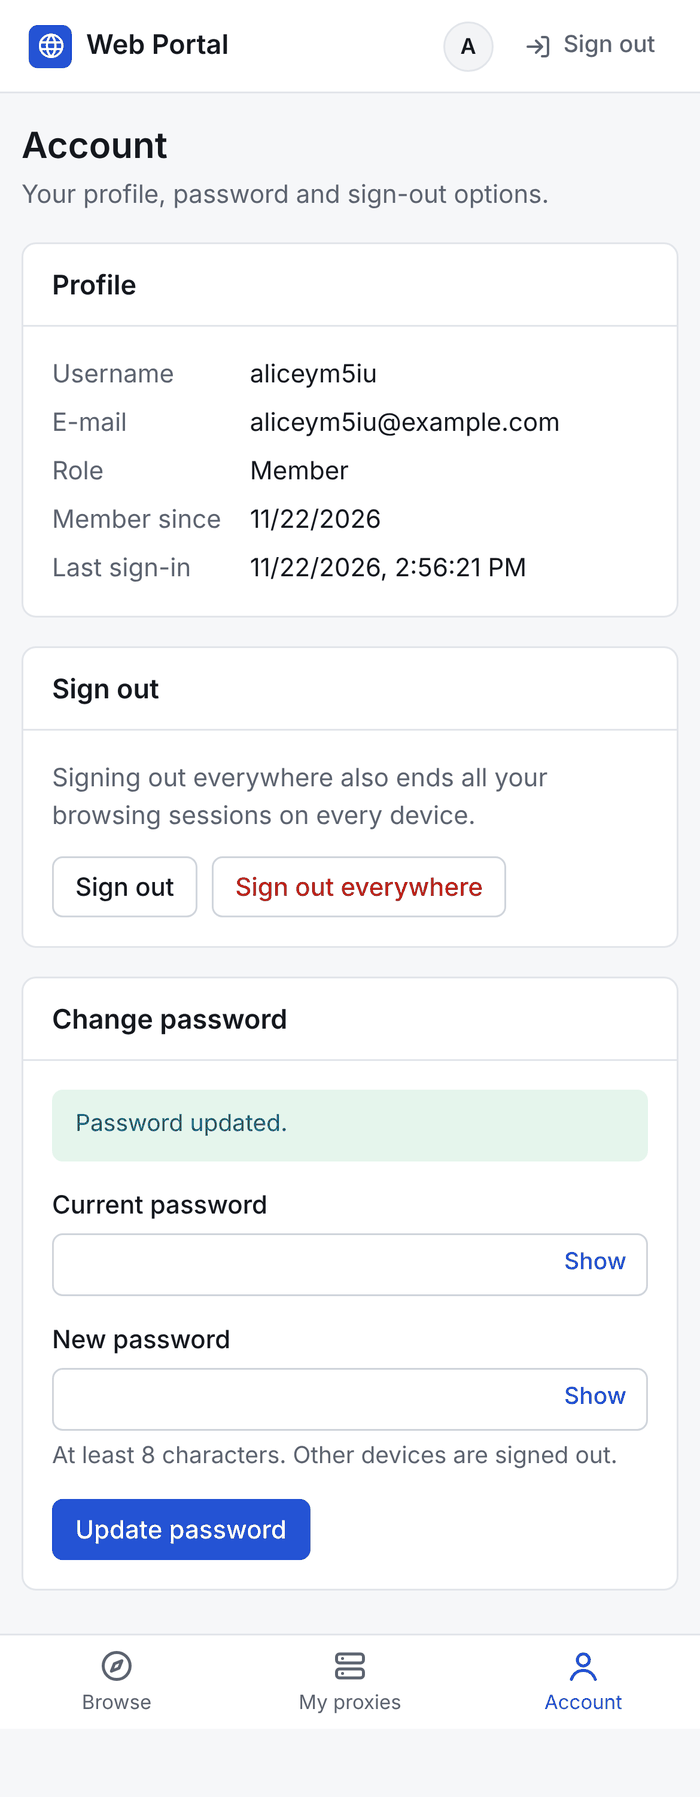 Web Portal
A
Sign out
Account
Your profile, password and sign-out options.
Profile
Username aliceym5iu
E-mail aliceym5iu@example.com
Role Member
Member since 11/22/2026
Last sign-in 11/22/2026, 2:56:21 PM
Sign out
Signing out everywhere also ends all your
browsing sessions on every device.
Sign out Sign out everywhere
Change password
Password updated.
Current password
Show
New password
Show
At least 8 characters. Other devices are signed out.
Update password
Browse My proxies Account